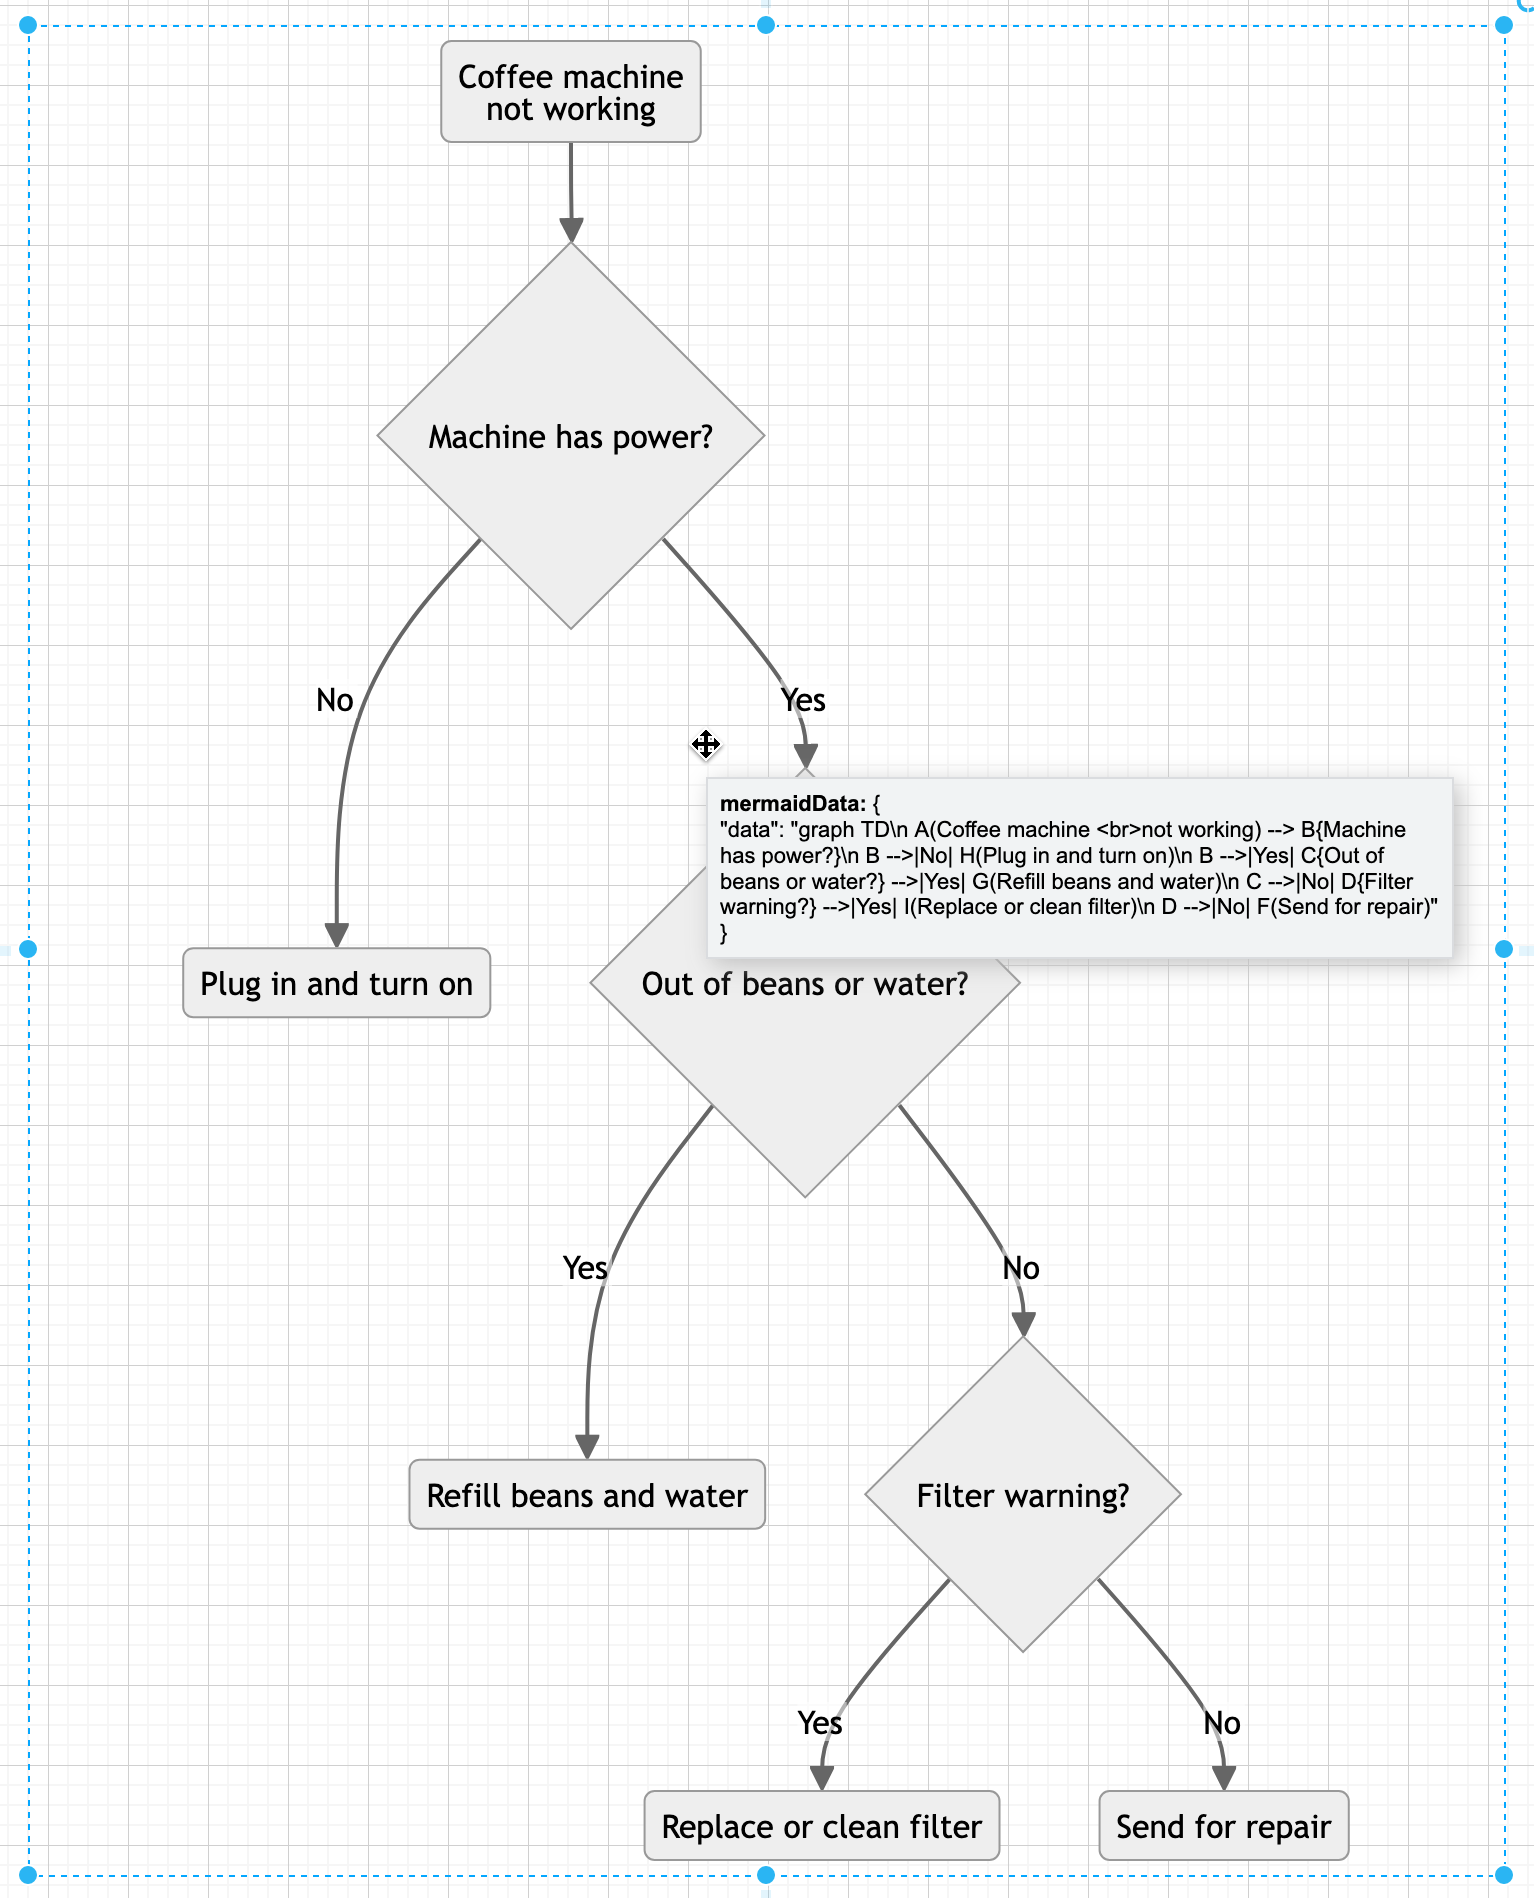 Coffee machine
not working
Machine has power?
No
Yes
mermaidData: {
"data": "graph TD\n A(Coffee machine <br>not working) --> B{Machine
has power?}\n B -->|No| H(Plug in and turn on)\n B -->|Yes| C{Out of
beans or water?} -->|Yes| G(Refill beans and water)\n C -->|No| D{Filter
warning?} -->|Yes| I(Replace or clean filter)\n D -->|No| F(Send for repair)"
}
Plug in and turn on
Out of beans or water?
Yes
No
Refill beans and water
Filter warning?
Yes
No
Replace or clean filter
Send for repair